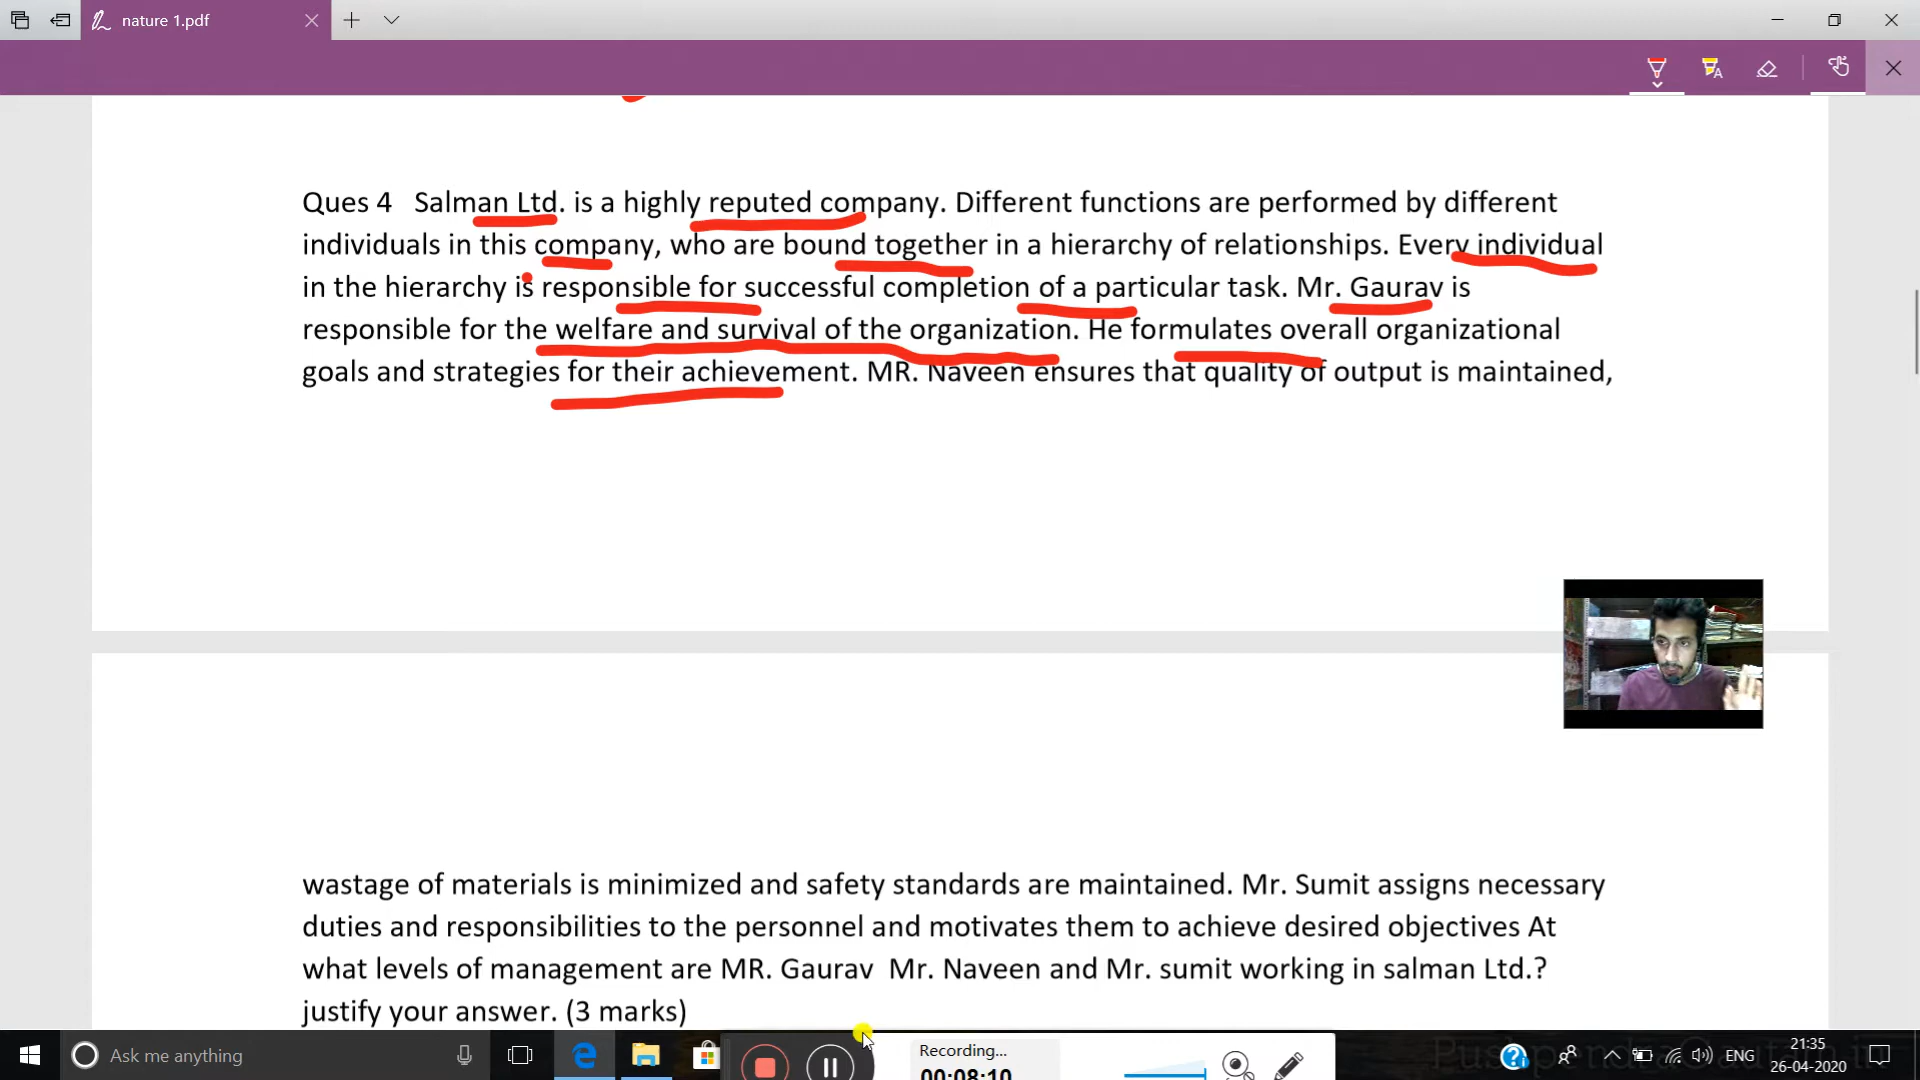 nature 1.pdf
Ques 4 Salman Ltd. is a highly reputed company. Different functions are performed by different
individuals in this company, who are bound together in a hierarchy of relationships. Every individual
in the hierarchy is responsible for successful completion of a particular task. Mr. Gaurav is
responsible for the welfare and survival of the organization. He formulates overall organizational
goals and strategies for their achievement. MR. Naveen ensures that quality of output is maintained,
wastage of materials is minimized and safety standards are maintained. Mr. Sumit assigns necessary
duties and responsibilities to the personnel and motivates them to achieve desired objectives At
what levels of management are MR. Gaurav Mr. Naveen and Mr. sumit working in salman Ltd.?
justify your answer. (3 marks)
Ask me anything
Recording...
00:08:10
ENG
21:35
26-04-2020